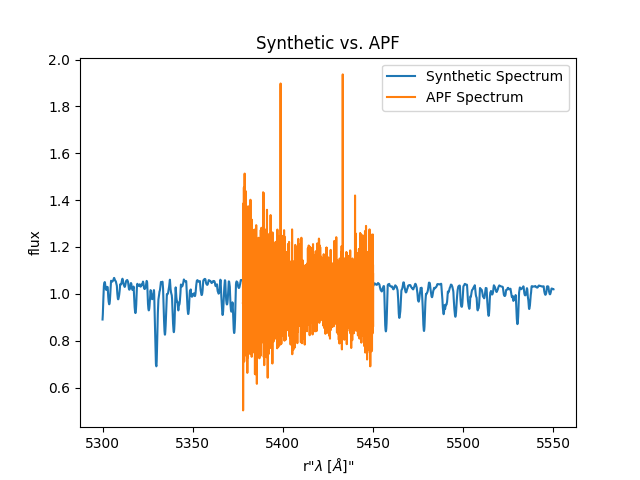 Synthetic vs. APF
Synthetic Spectrum
APF Spectrum
flux
2.0
1.8
1.6
1.4
1.2
1.0
0.8
0.6
5300 5350 5400 5450 5500 5550
r"λ [Å]"